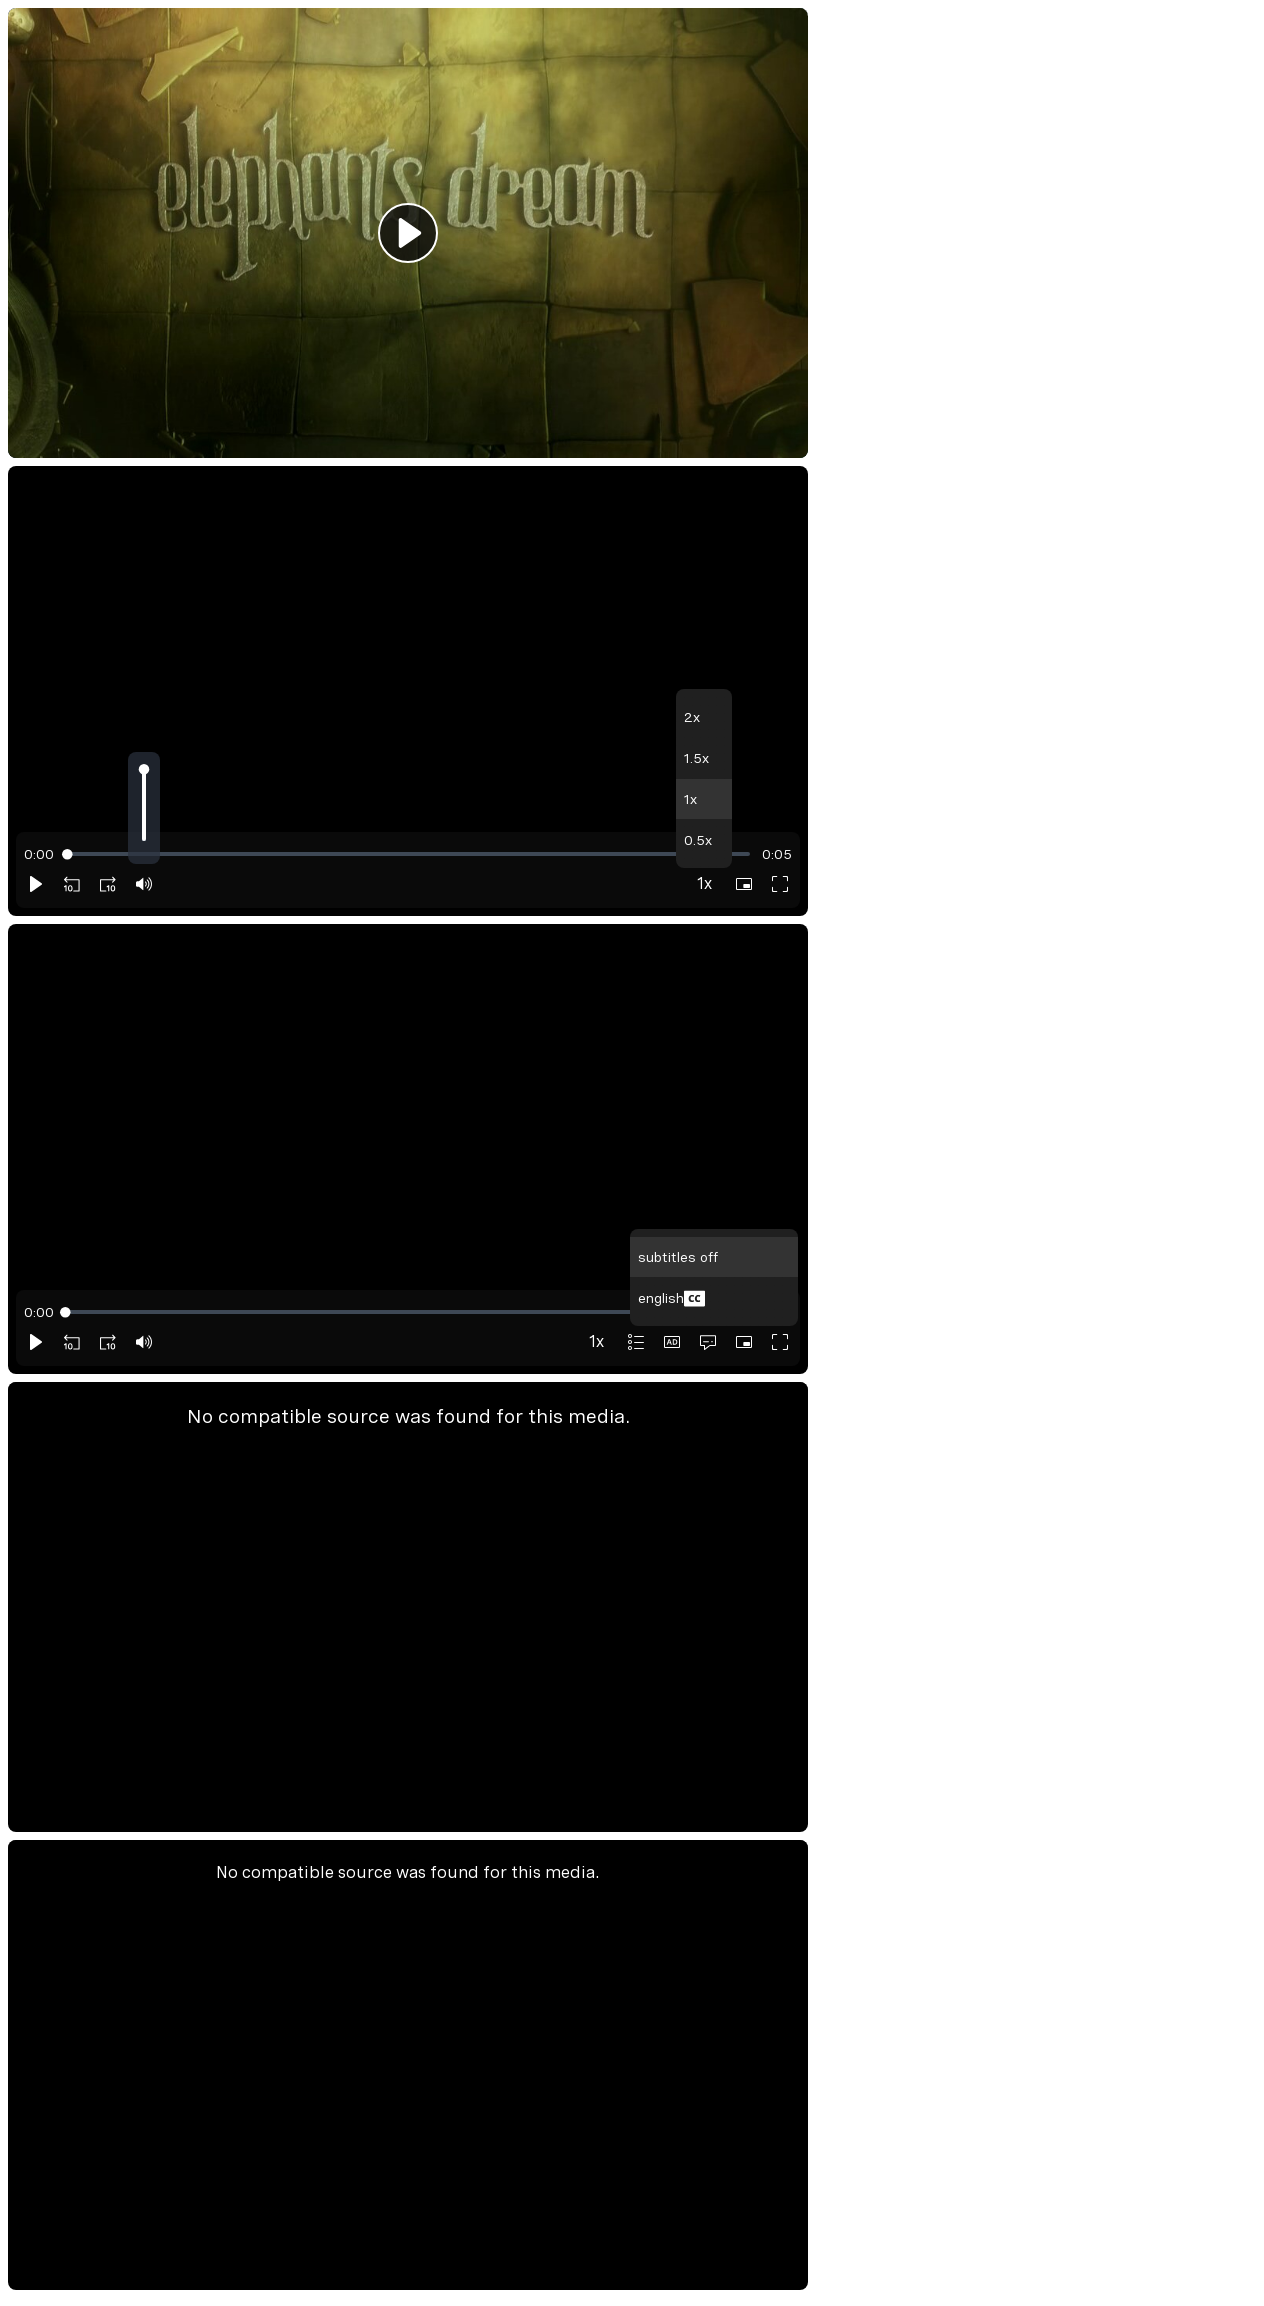 elephants dream
2x
1.5x
1x
0.5x
0:00
0:05
10
10
1x
subtitles off
english CC
0:00
10
10
1x
AD
No compatible source was found for this media.
No compatible source was found for this media.